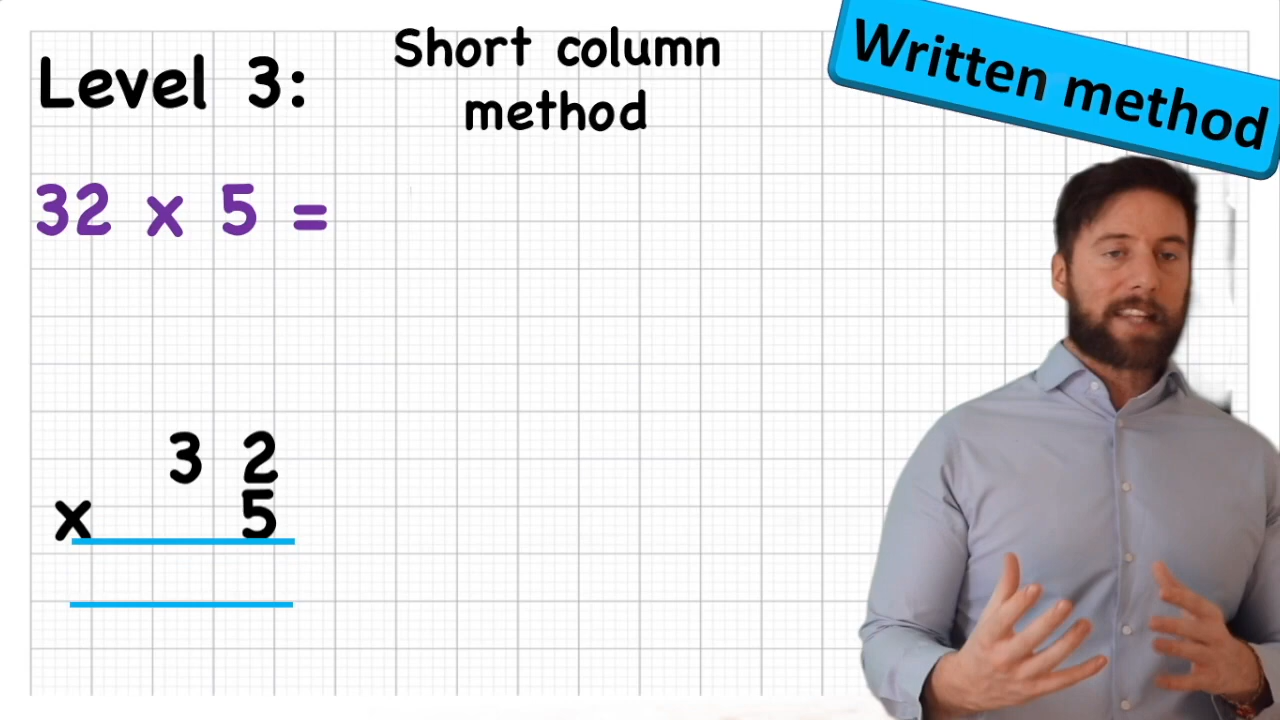 Level 3:
Short column
method
Written method
32 x 5 =
3 2
x 5